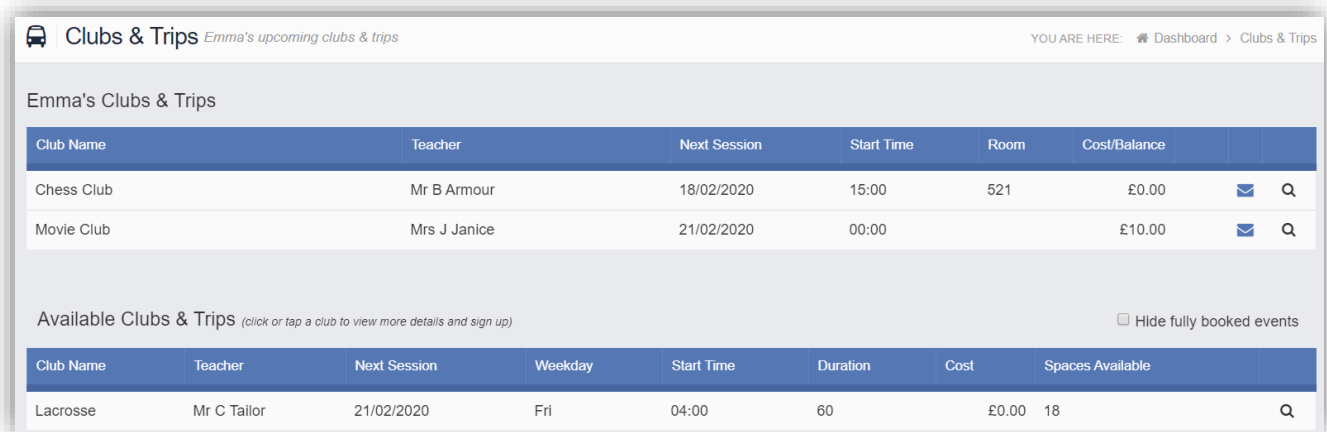 Clubs & Trips Emma's upcoming clubs & trips YOU ARE HERE: Dashboard > Clubs & Trips
Emma's Clubs & Trips
Club Name Teacher Next Session Start Time Room Cost/Balance
Chess Club Mr B Armour 18/02/2020 15:00 521 £0.00
Movie Club Mrs J Janice 21/02/2020 00:00 £10.00
Available Clubs & Trips (click or tap a club to view more details and sign up) Hide fully booked events
Club Name Teacher Next Session Weekday Start Time Duration Cost Spaces Available
Lacrosse Mr C Tailor 21/02/2020 Fri 04:00 60 £0.00 18